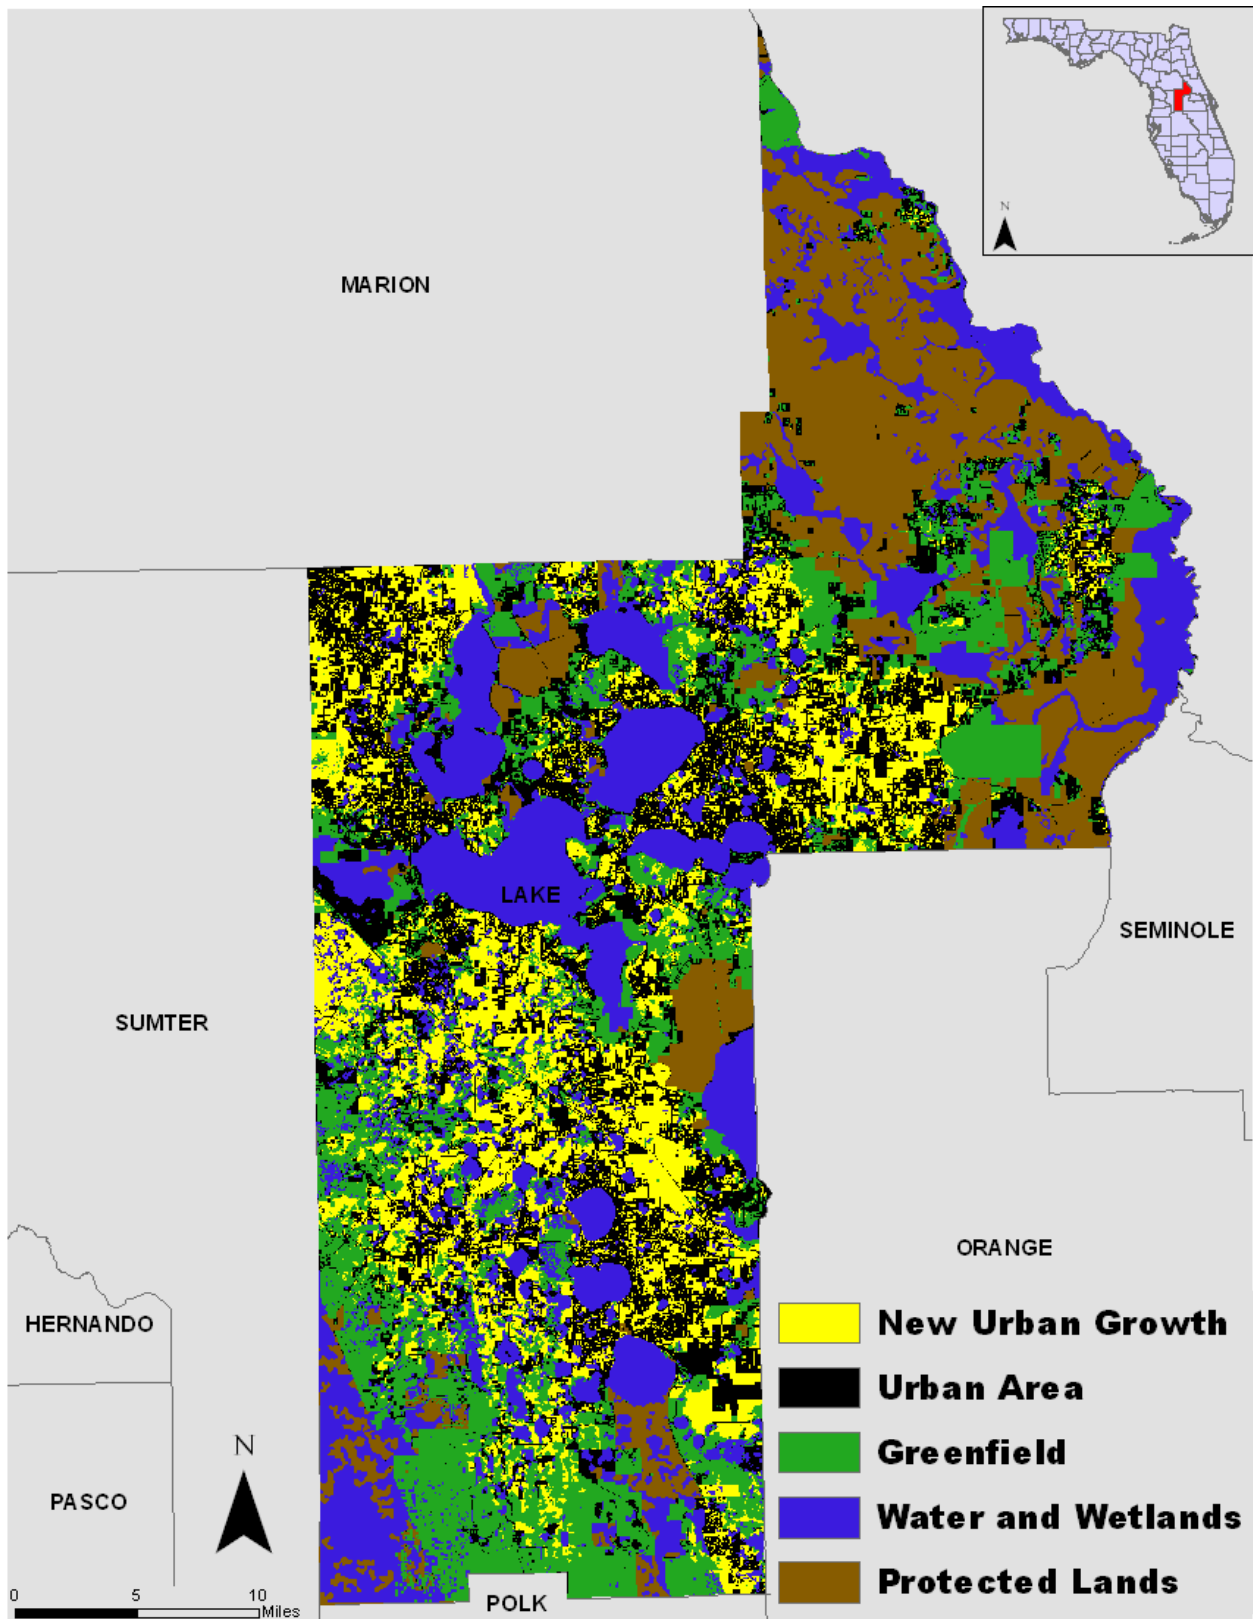 N
MARION
LAKE
SEMINOLE
SUMTER
ORANGE
HERNANDO
PASCO
POLK
N
0 5 10
Miles
New Urban Growth
Urban Area
Greenfield
Water and Wetlands
Protected Lands